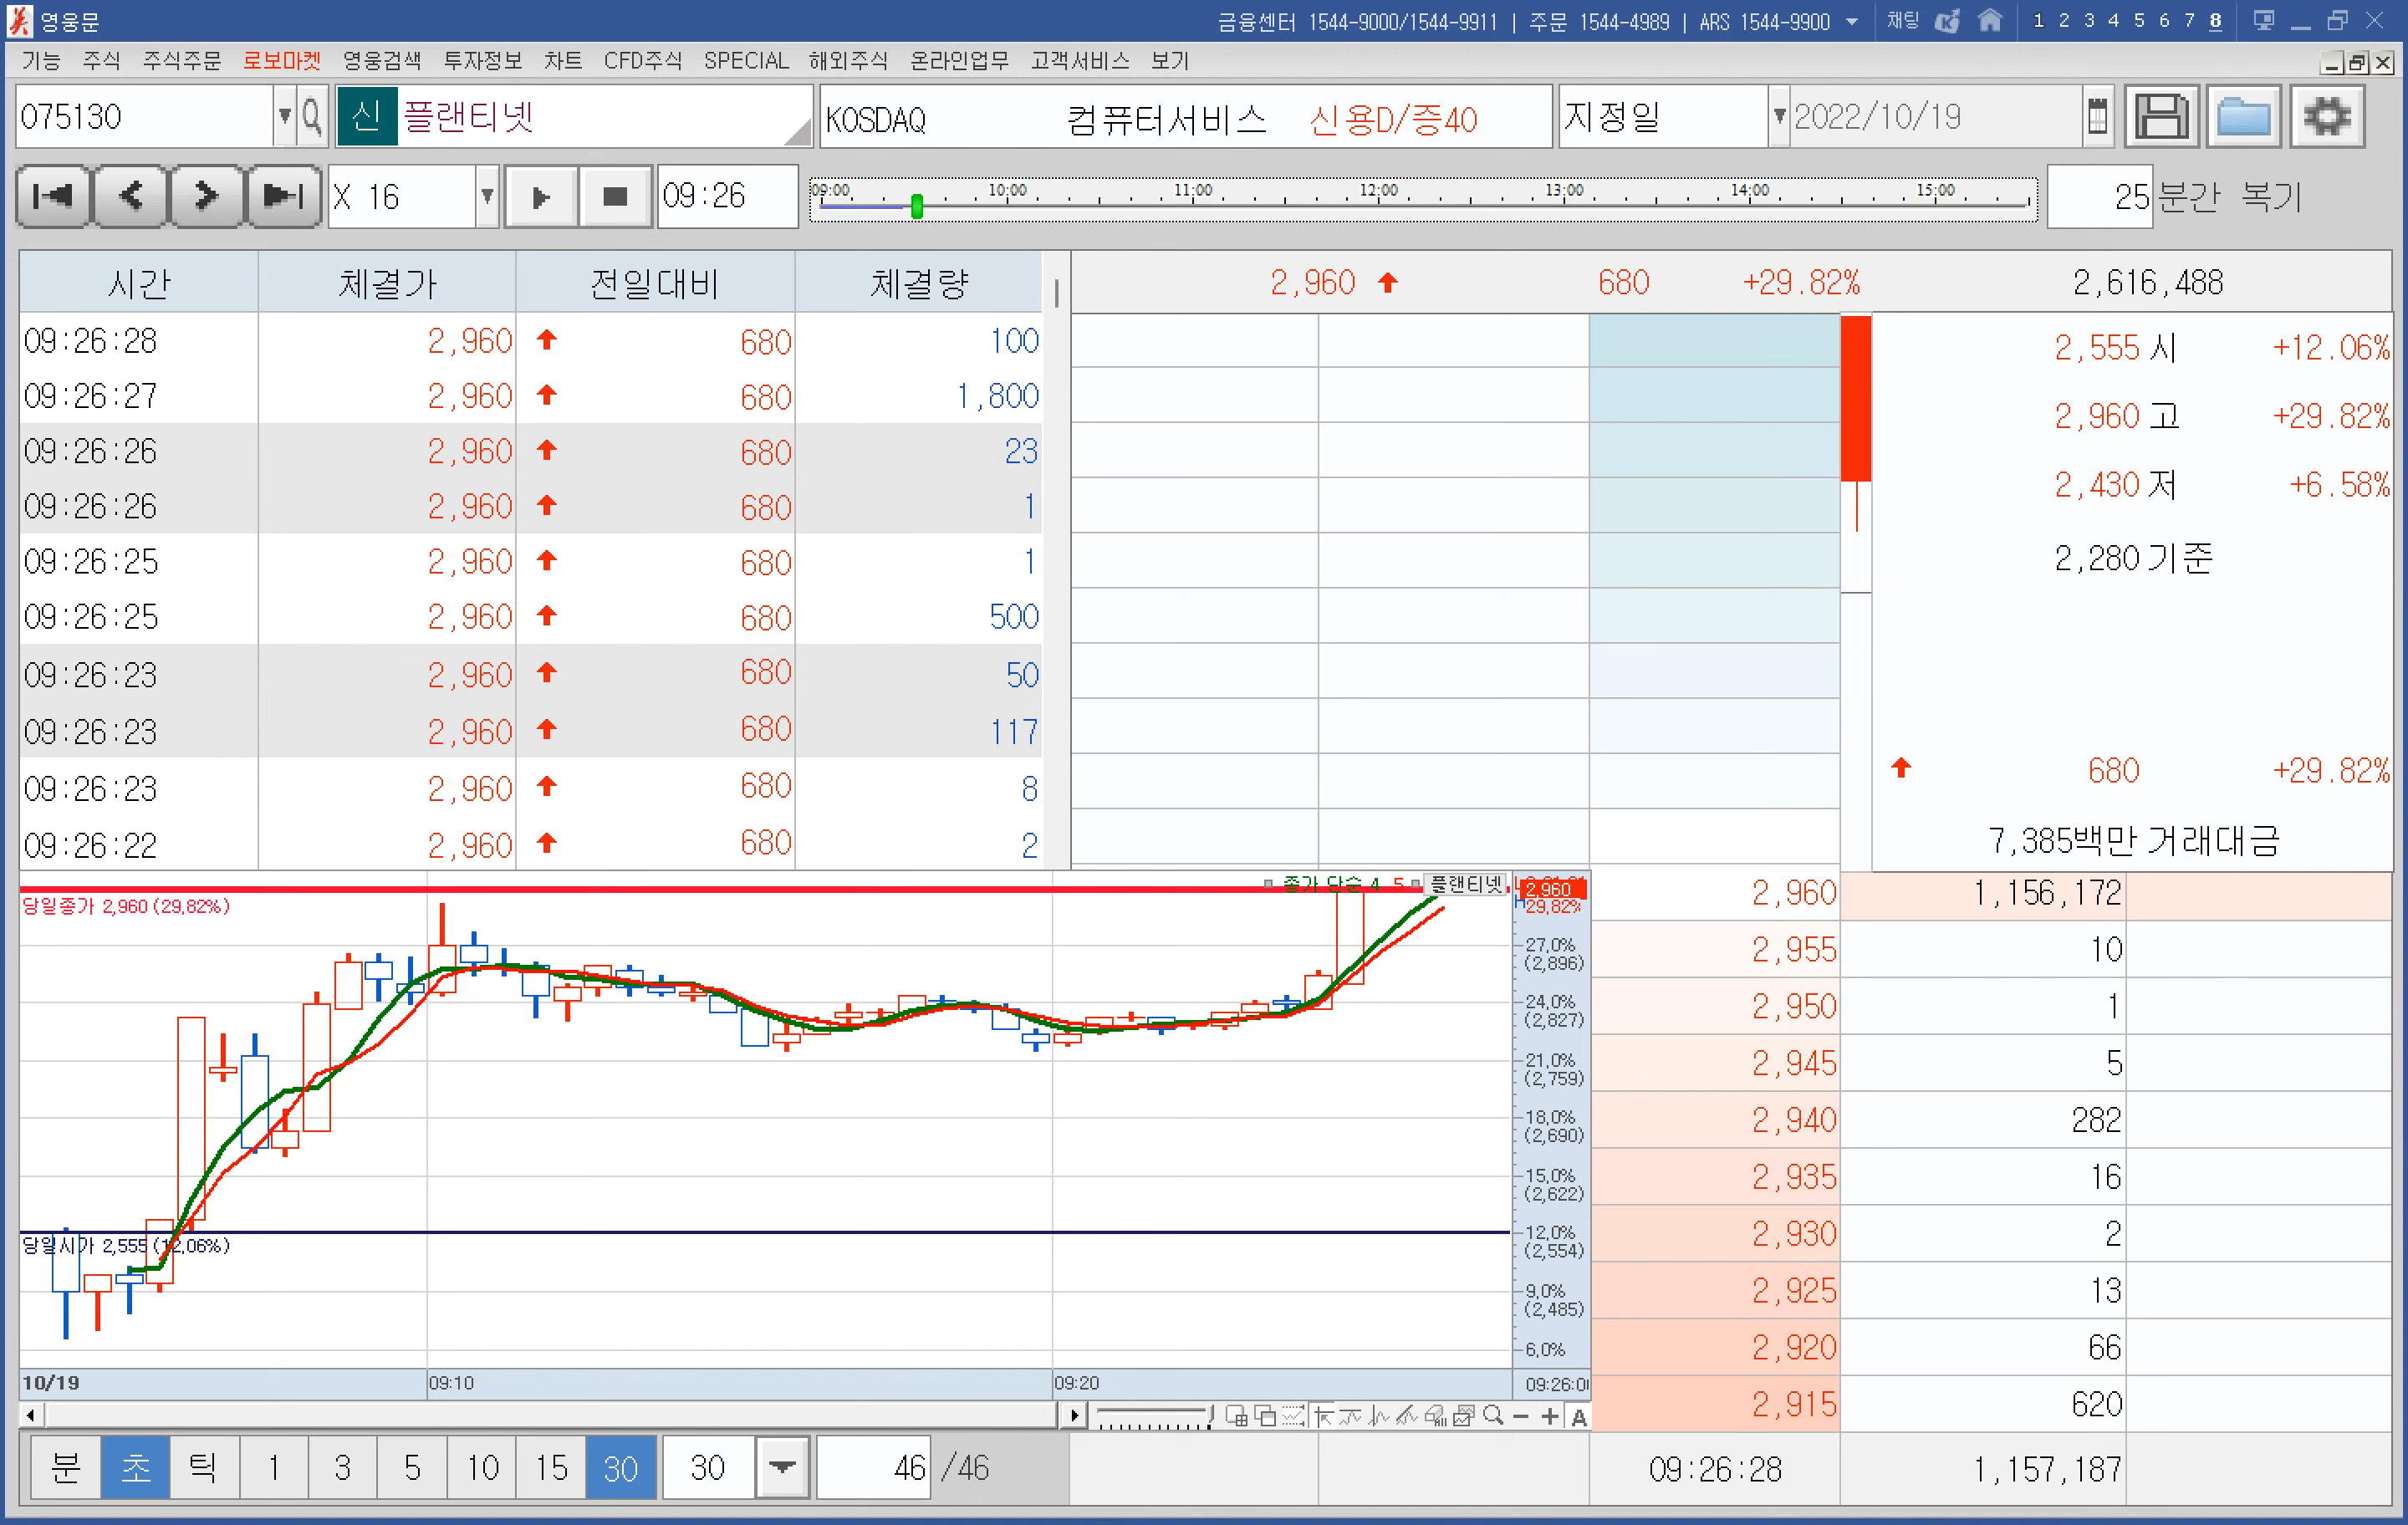 영웅문 금융센터 1544-9000/1544-9911 | 주문 1544-4989 | ARS 1544-9900 채팅 1 2 3 4 5 6 7 8
기능 주식 주식주문 로보마켓 영웅검색 투자정보 차트 CFD주식 SPECIAL 해외주식 온라인업무 고객서비스 보기
075130 신 플랜티넷 KOSDAQ 컴퓨터서비스 신용D/증40 지정일 2022/10/19
X 16 09:26 09:00 10:00 11:00 12:00 13:00 14:00 15:00 25 분간 복기
시간 체결가 전일대비 체결량
09:26:28 2,960 680 100
09:26:27 2,960 680 1,800
09:26:26 2,960 680 23
09:26:26 2,960 680 1
09:26:25 2,960 680 1
09:26:25 2,960 680 500
09:26:23 2,960 680 50
09:26:23 2,960 680 117
09:26:23 2,960 680 8
09:26:22 2,960 680 2
2,960 680 +29.82% 2,616,488
2,555 시 +12.06%
2,960 고 +29.82%
2,430 저 +6.58%
2,280 기준
680 +29.82%
7,385백만 거래대금
종가 단순 4 5 플랜티넷
당일종가 2,960 (29,82%)
당일시가 2,555 (12,06%)
2,960
29,82%
27,0%
(2,896)
24,0%
(2,827)
21,0%
(2,759)
18,0%
(2,690)
15,0%
(2,622)
12,0%
(2,554)
9,0%
(2,485)
6,0%
10/19 09:10 09:20 09:26:0
A
2,960 1,156,172
2,955 10
2,950 1
2,945 5
2,940 282
2,935 16
2,930 2
2,925 13
2,920 66
2,915 620
분 초 틱 1 3 5 10 15 30 30 46 /46
09:26:28 1,157,187